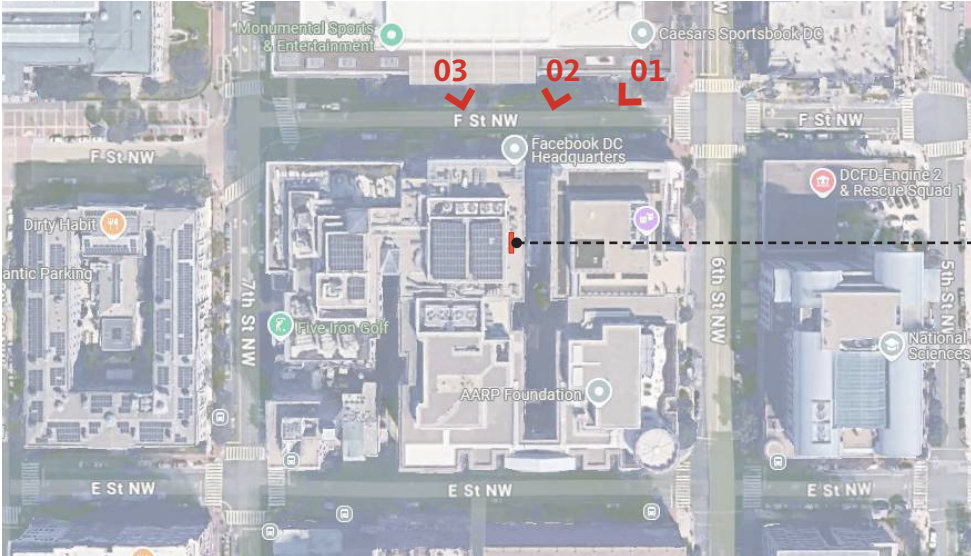 Monumental Sports
& Entertainment
Caesars Sportsbook DC
03
02
01
F St NW
F St NW
F St NW
Facebook DC
Headquarters
DCFD-Engine 2
& Rescue Squad 1
Dirty Habit
antic Parking
7th St NW
6th St NW
5th St NW
Five Iron Golf
National
Sciences
AARP Foundation
E St NW
E St NW
E St NW